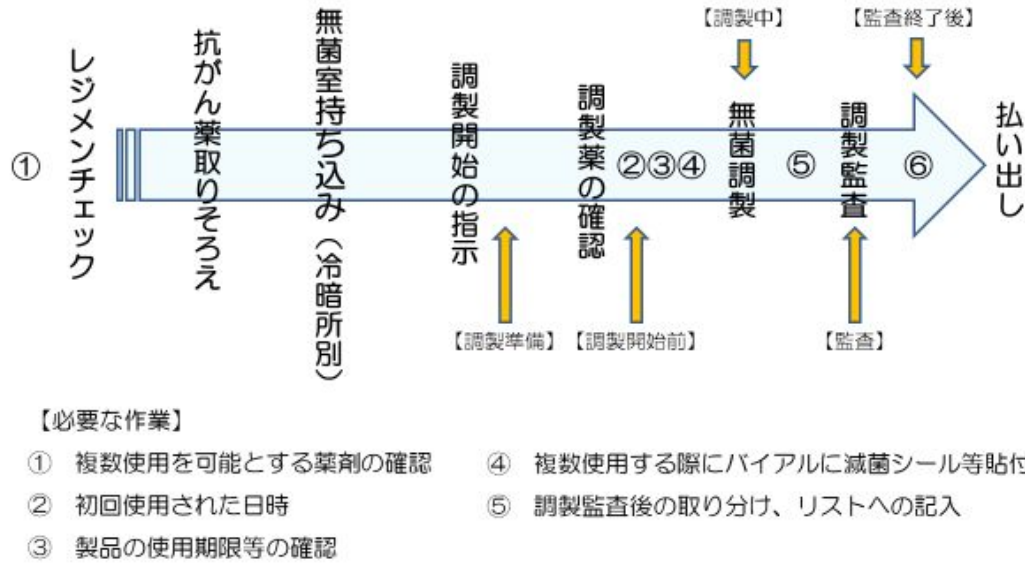 【調製中】
【監査終了後】
①
レジメンチェック
抗がん薬取りそろえ
無菌室持ち込み（冷暗所別）
調製開始の指示
調製薬の確認
②③④
無菌調製
⑤
調製監査
⑥
払い出し
【調製準備】
【調製開始前】
【監査】
【必要な作業】
① 複数使用を可能とする薬剤の確認
② 初回使用された日時
③ 製品の使用期限等の確認
④ 複数使用する際にバイアルに滅菌シール等貼付
⑤ 調製監査後の取り分け、リストへの記入